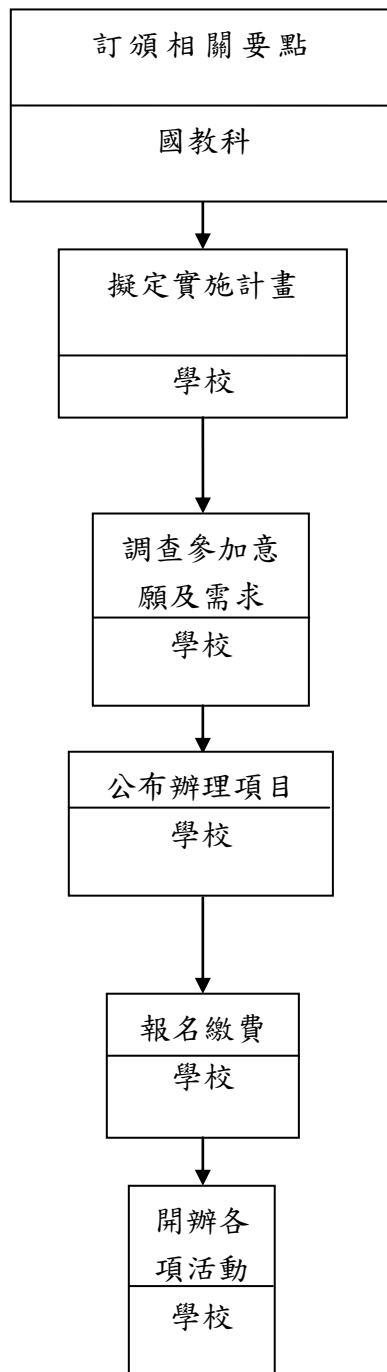 訂頒相關要點
國教科
擬定實施計畫
學校
調查參加意
願及需求
學校
公布辦理項目
學校
報名繳費
學校
開辦各
項活動
學校